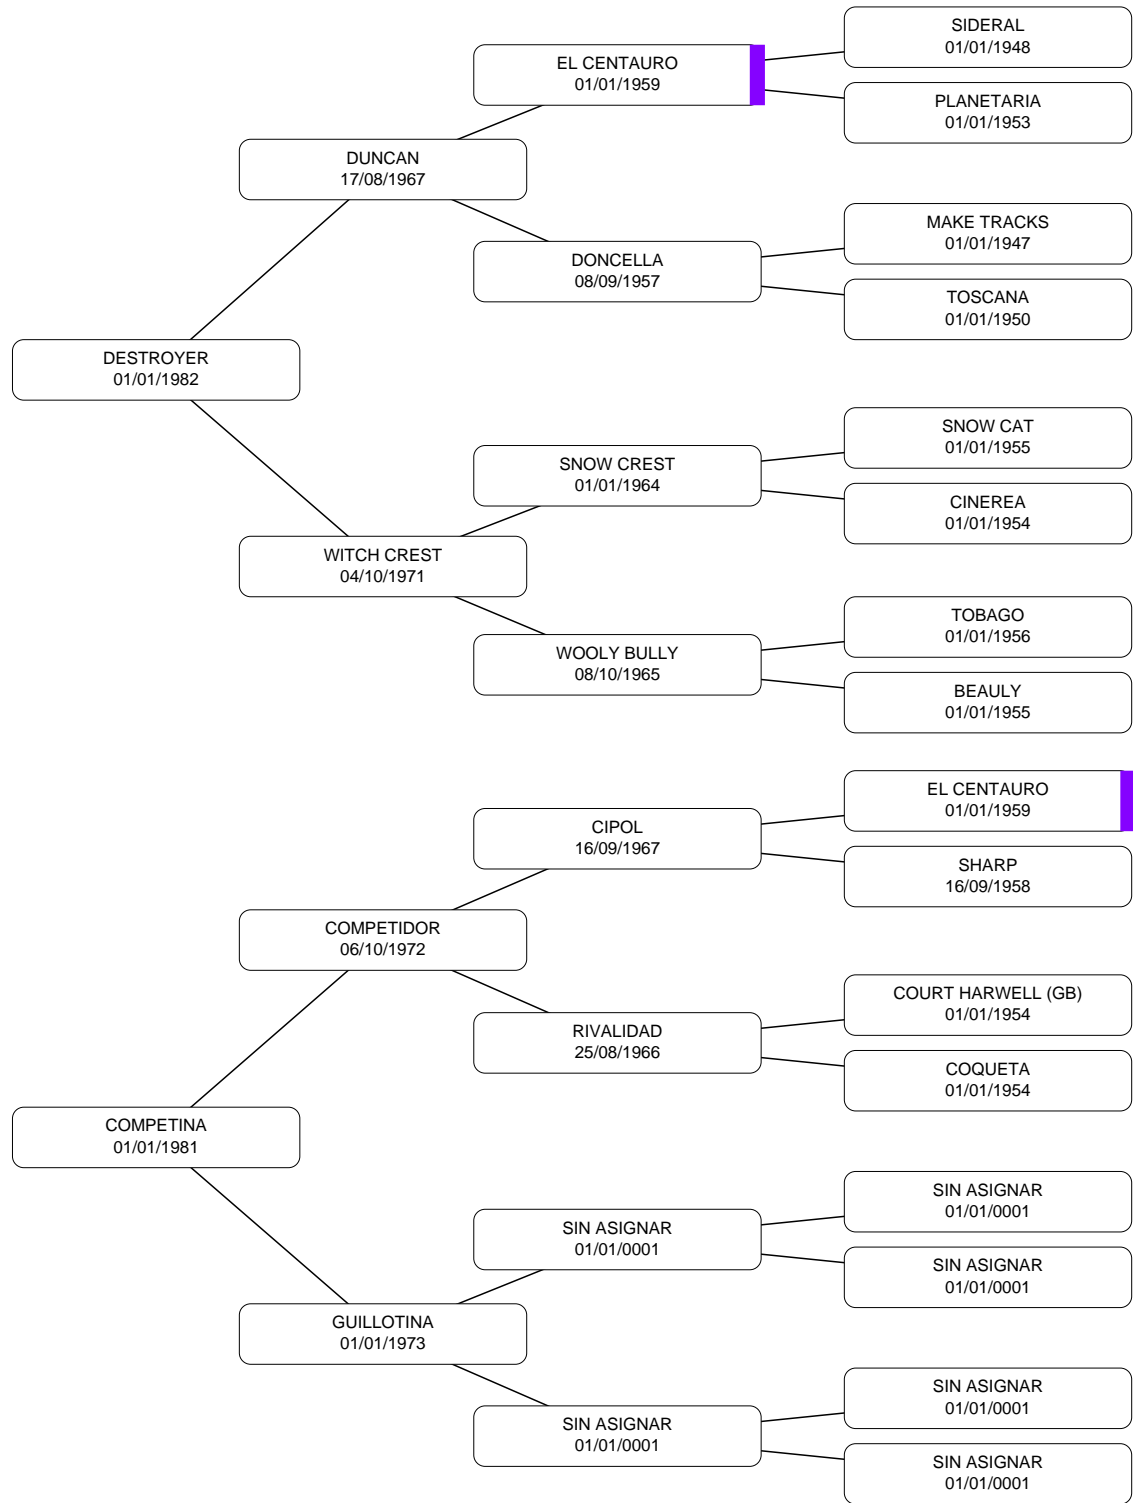 SIDERAL
01/01/1948
EL CENTAURO
01/01/1959
PLANETARIA
01/01/1953
DUNCAN
17/08/1967
MAKE TRACKS
01/01/1947
DONCELLA
08/09/1957
TOSCANA
01/01/1950
DESTROYER
01/01/1982
SNOW CAT
01/01/1955
SNOW CREST
01/01/1964
CINEREA
01/01/1954
WITCH CREST
04/10/1971
TOBAGO
01/01/1956
WOOLY BULLY
08/10/1965
BEAULY
01/01/1955
EL CENTAURO
01/01/1959
CIPOL
16/09/1967
SHARP
16/09/1958
COMPETIDOR
06/10/1972
COURT HARWELL (GB)
01/01/1954
RIVALIDAD
25/08/1966
COQUETA
01/01/1954
COMPETINA
01/01/1981
SIN ASIGNAR
01/01/0001
SIN ASIGNAR
01/01/0001
SIN ASIGNAR
01/01/0001
GUILLOTINA
01/01/1973
SIN ASIGNAR
01/01/0001
SIN ASIGNAR
01/01/0001
SIN ASIGNAR
01/01/0001